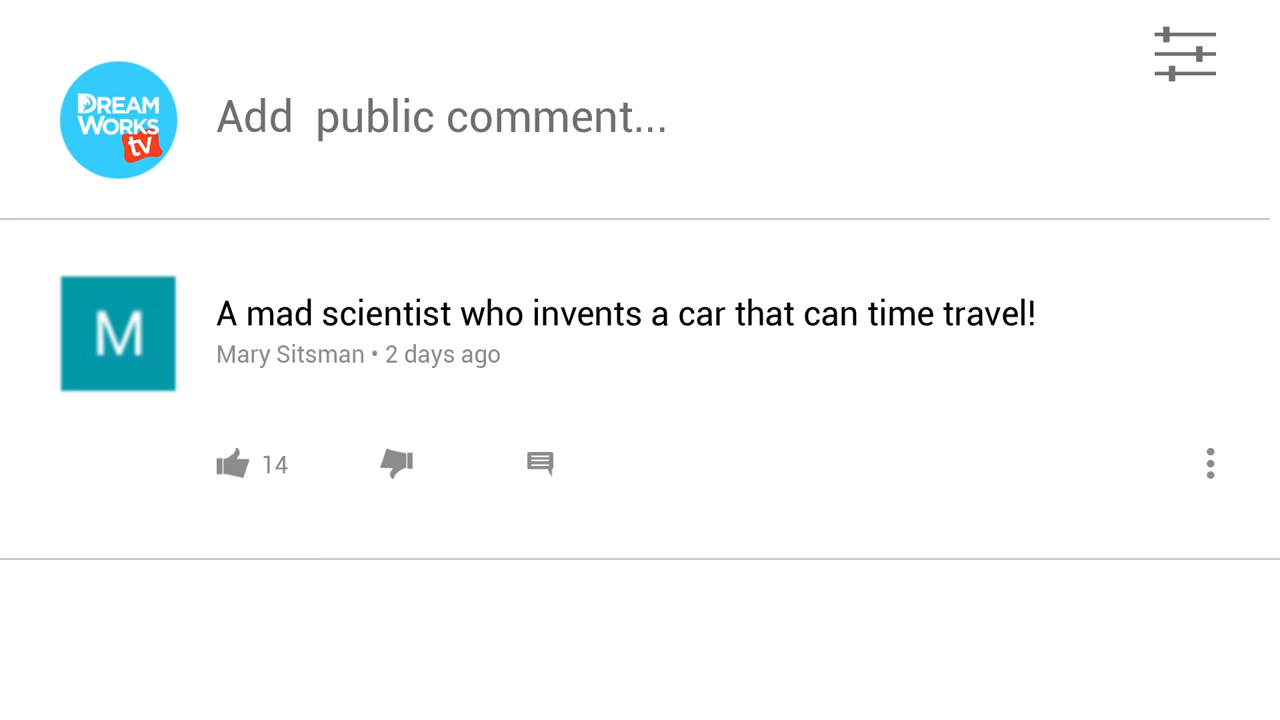 DREAM
WORKS
tv
Add public comment...
M
A mad scientist who invents a car that can time travel!
Mary Sitsman • 2 days ago
14